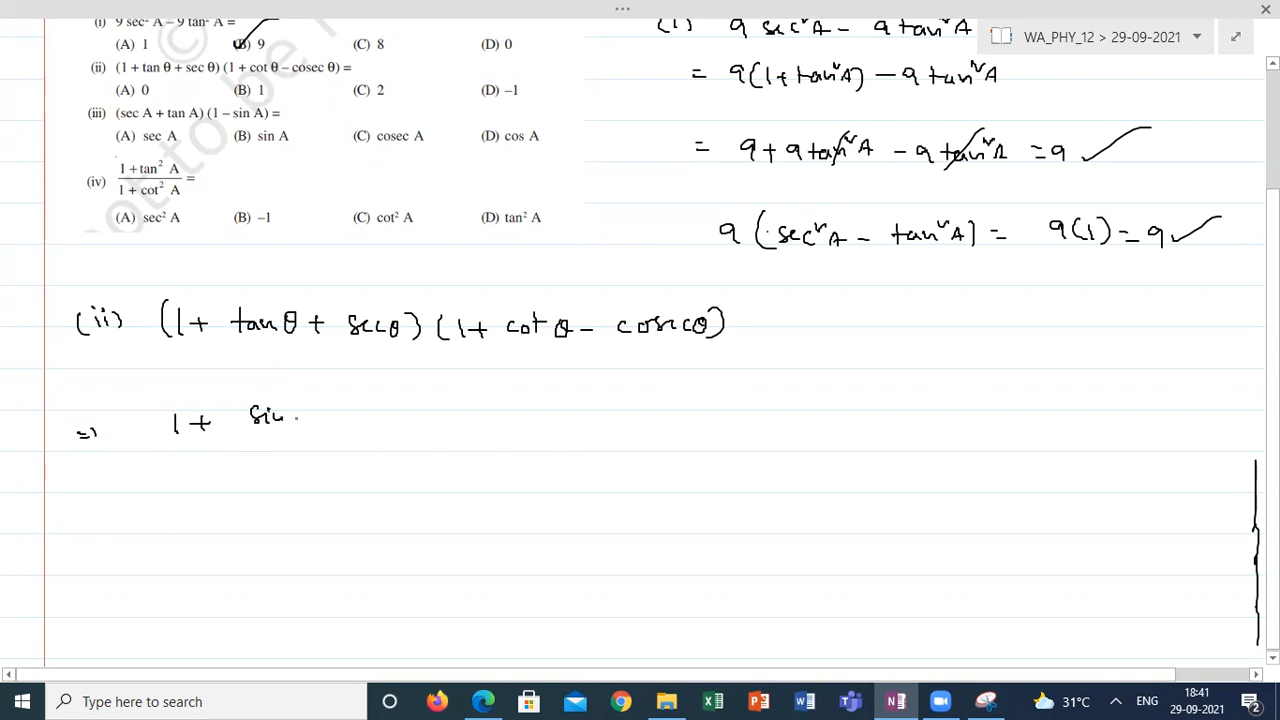 WA_PHY_12 > 29-09-2021
(i) 9 sec² A – 9 tan² A =
(A) 1 (B) 9 (C) 8 (D) 0
(ii) (1 + tan θ + sec θ) (1 + cot θ – cosec θ) =
(A) 0 (B) 1 (C) 2 (D) –1
(iii) (sec A + tan A) (1 – sin A) =
(A) sec A (B) sin A (C) cosec A (D) cos A
(iv) 1 + tan² A / 1 + cot² A =
(A) sec² A (B) –1 (C) cot² A (D) tan² A
(i) 9 sec²A – 9 tan²A
= 9(1 + tan²A) – 9 tan²A
= 9 + 9 tan²A – 9 tan²A = 9
9 (sec²A – tan²A) = 9(1) = 9
(ii) (1 + tanθ + secθ) (1 + cotθ – cosecθ)
=) 1 + sin
Type here to search
31°C
ENG
18:41
29-09-2021
2